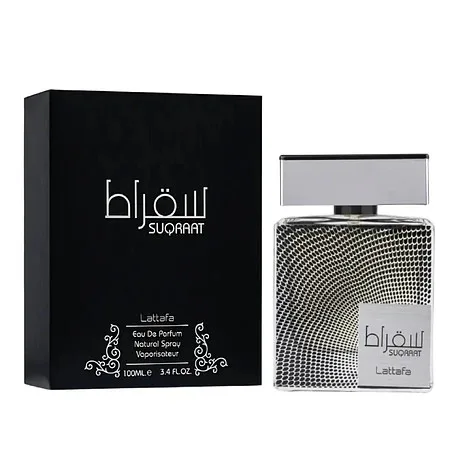 سقراط
SUQRAAT
Lattafa
Eau De Parfum
Natural Spray
Vaporisateur
100ML.e 3.4 FL.OZ.
سقراط
SUQRAAT
Lattafa